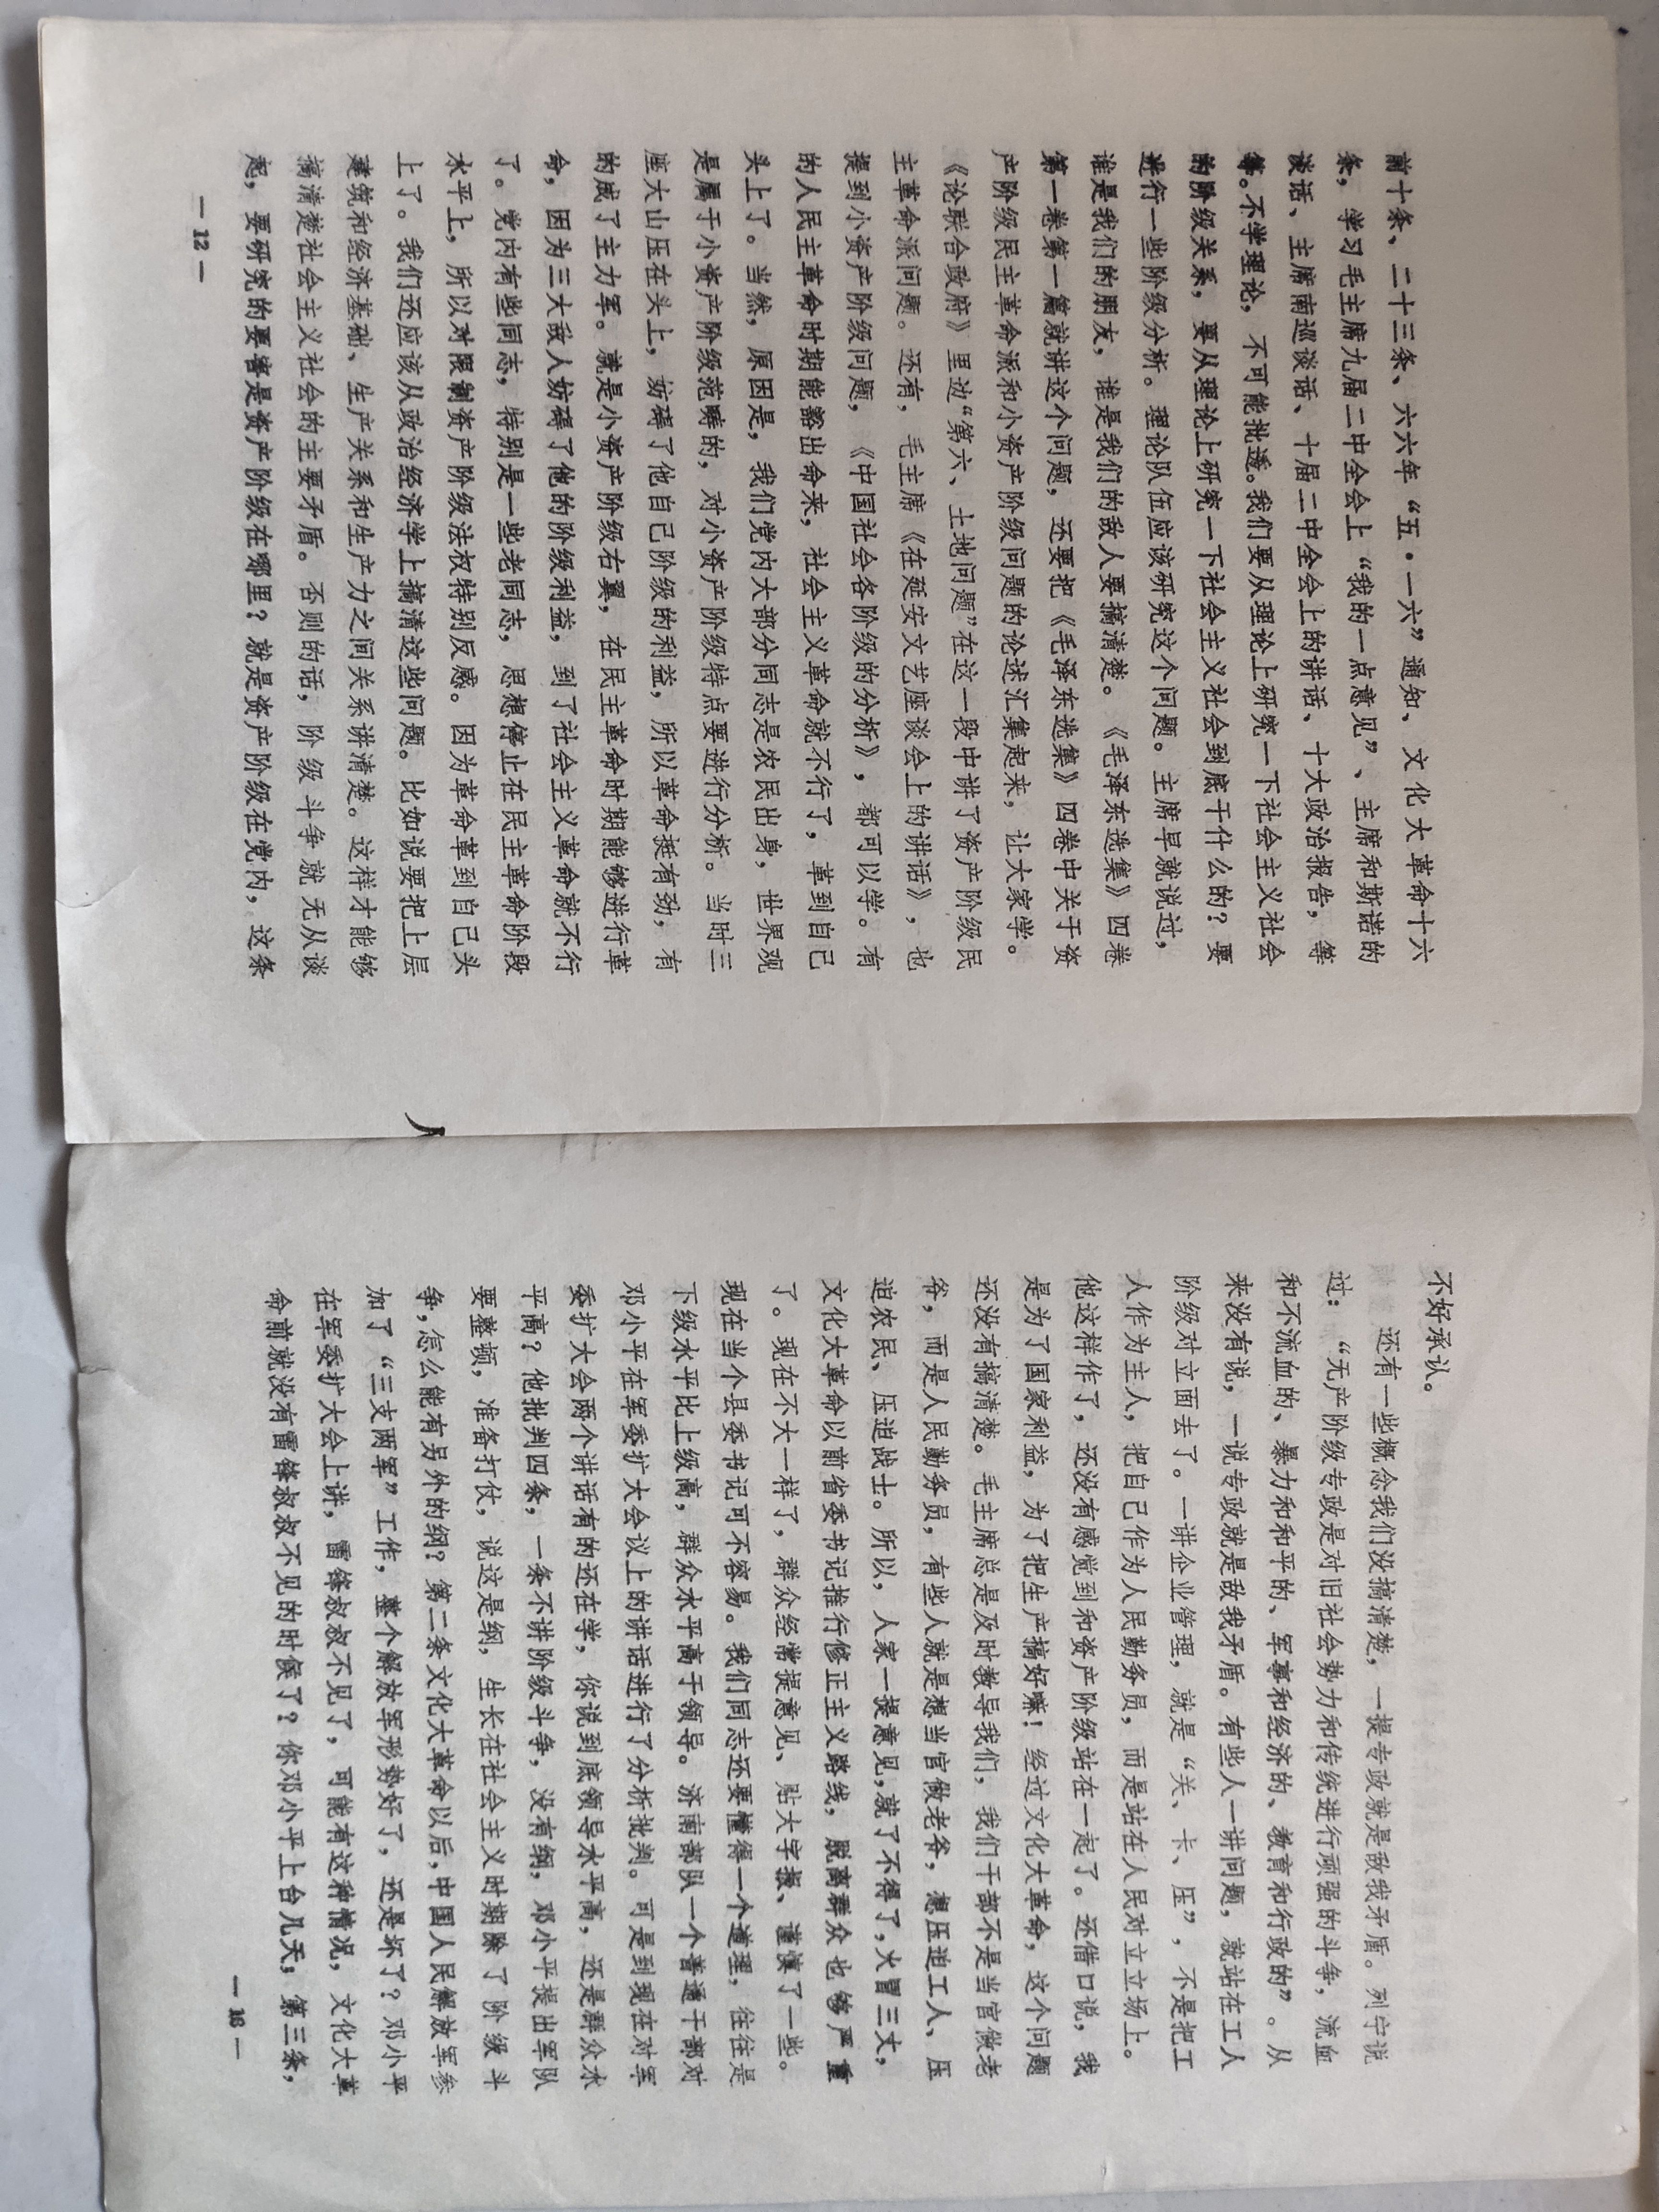 前十条、二十三条、六六年“五·一六”通知、文化大革命十六
条，学习毛主席九届二中全会上“我的一点意见”、主席和斯诺的
谈话、主席南巡谈话、十届二中全会上的讲话、十大政治报告，等
等。不学理论，不可能批透。我们要从理论上研究一下社会主义社会
的阶级关系，要从理论上研究一下社会主义社会到底干什么的？要
进行一些阶级分析。理论队伍应该研究这个问题。主席早就说过，
谁是我们的朋友，谁是我们的敌人要搞清楚。《毛泽东选集》四卷
第一卷第一篇就讲这个问题，还要把《毛泽东选集》四卷中关于资
产阶级民主革命派和小资产阶级问题的论述汇集起来，让大家学。
《论联合政府》里边“第六、土地问题”在这一段中讲了资产阶级民
主革命派问题。还有，毛主席《在延安文艺座谈会上的讲话》，也
提到小资产阶级问题，《中国社会各阶级的分析》，都可以学。有
的人民主革命时期能豁出命来，社会主义革命就不行了，革到自己
头上了。当然，原因是，我们党内大部分同志是农民出身，世界观
是属于小资产阶级范畴的，对小资产阶级特点要进行分析。当时三
座大山压在头上，妨碍了他自己阶级的利益，所以革命挺有劲，有
的成了主力军。就是小资产阶级右翼，在民主革命时期能够进行革
命，因为三大敌人妨碍了他的阶级利益，到了社会主义革命就不行
了。党内有些同志，特别是一些老同志，思想停止在民主革命阶段
水平上，所以对限制资产阶级法权特别反感。因为革命革到自己头
上了。我们还应该从政治经济学上搞清这些问题。比如说要把上层
建筑和经济基础、生产关系和生产力之间关系讲清楚。这样才能够
搞清楚社会主义社会的主要矛盾。否则的话，阶级斗争就无从谈
起，要研究的要害是资产阶级在哪里？就是资产阶级在党内，这条
— 12 —
不好承认。
还有一些概念我们没搞清楚，一提专政就是敌我矛盾。列宁说
过：“无产阶级专政是对旧社会势力和传统进行顽强的斗争，流血
和不流血的、暴力和和平的、军事和经济的、教育和行政的”。从
来没有说，一说专政就是敌我矛盾。有些人一讲问题，就站在工人
阶级对立面去了。一讲企业管理，就是“关、卡、压”，不是把工
人作为主人，把自己作为人民勤务员，而是站在人民对立立场上。
他这样作了，还没有感觉到和资产阶级站在一起了。还借口说，我
是为了国家利益，为了把生产搞好嘛！经过文化大革命，这个问题
还没有搞清楚。毛主席总是及时教导我们，我们干部不是当官做老
爷，而是人民勤务员，有些人就是想当官做老爷，想压迫工人、压
迫农民、压迫战士。所以，人家一提意见，就了不得了，火冒三丈，
文化大革命以前省委书记推行修正主义路线，脱离群众也够严重
了。现在不大一样了，群众经常提意见、贴大字报、谨慎了一些。
现在当个县委书记可不容易。我们同志还要懂得一个道理，往往是
下级水平比上级高，群众水平高于领导。济南部队一个普通干部对
邓小平在军委扩大会议上的讲话进行了分析批判。可是到现在对军
委扩大会两个讲话有的还在学，你说到底领导水平高，还是群众水
平高？他批判四条，一条不讲阶级斗争，没有纲，邓小平提出军队
要整顿，准备打仗，说这是纲，生长在社会主义时期除了阶级斗
争，怎么能有另外的纲？第二条文化大革命以后，中国人民解放军参
加了“三支两军”工作，整个解放军形势好了，还是坏了？邓小平
在军委扩大会上讲，雷锋叔叔不见了，可能有这种情况，文化大革
命前就没有雷锋叔叔不见的时候了？你邓小平上台几天，第三条，